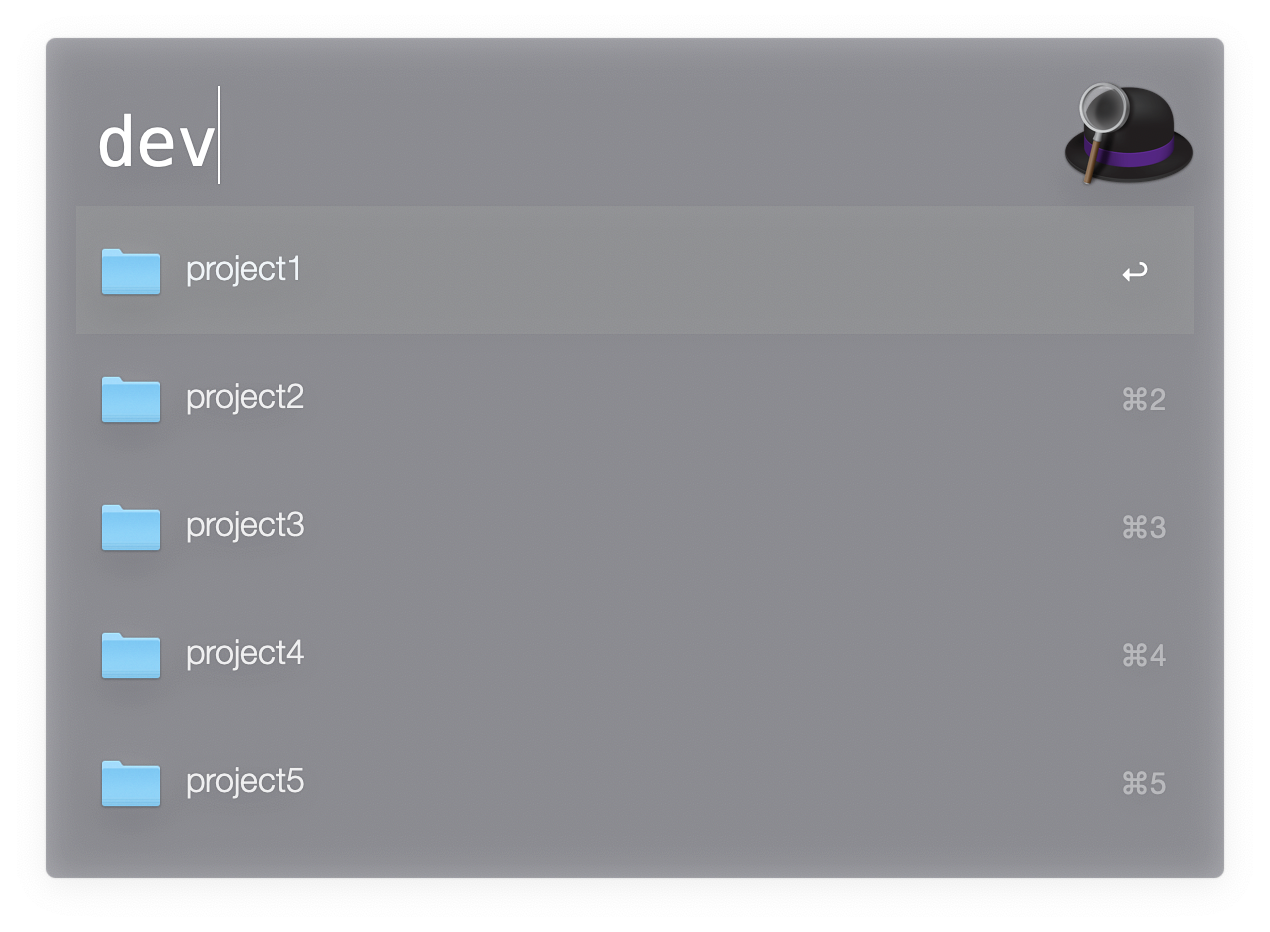 dev
project1 ↩
project2 ⌘2
project3 ⌘3
project4 ⌘4
project5 ⌘5